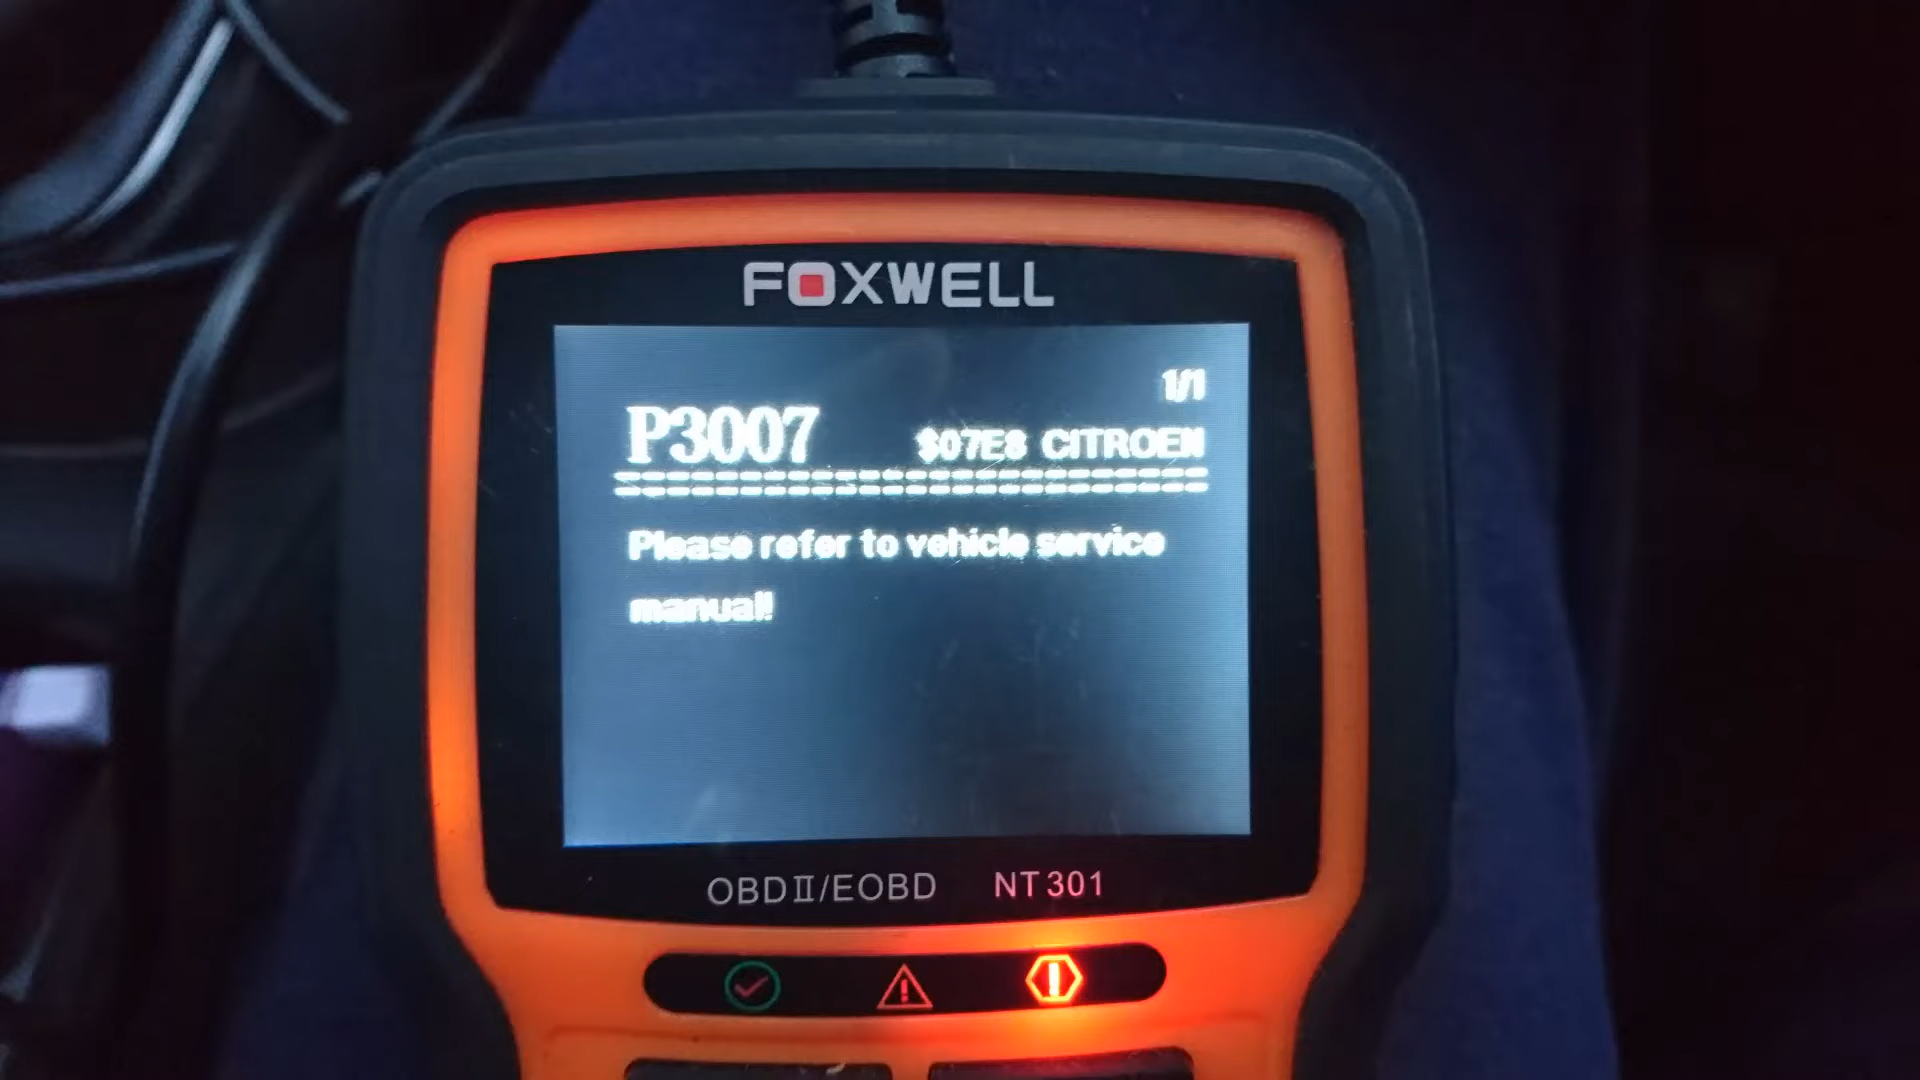 FOXWELL
1/1
P3007 $07E8 CITROEN
Please refer to vehicle service
manual!
OBDII/EOBD NT301